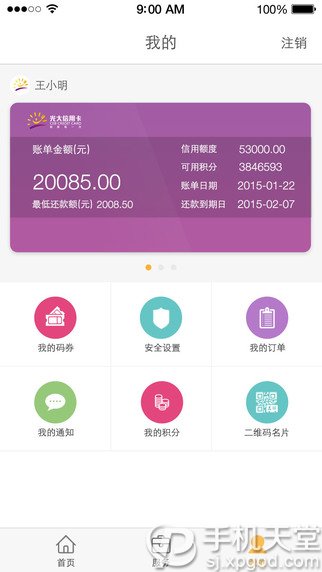 9:00 AM 100%
我的 注销
王小明
光大信用卡
账单金额(元)
20085.00
最低还款额(元) 2008.50
信用额度 53000.00
可用积分 3846593
账单日期 2015-01-22
还款到期日 2015-02-07
我的码券 安全设置 我的订单
我的通知 我的积分 二维码名片
首页
手机天堂
sj.xpgod.com